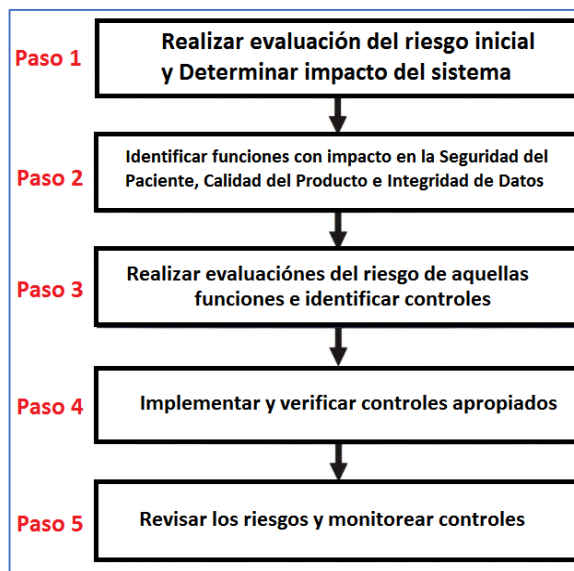 Paso 1
Realizar evaluación del riesgo inicial
y Determinar impacto del sistema
Paso 2
Identificar funciones con impacto en la Seguridad del
Paciente, Calidad del Producto e Integridad de Datos
Paso 3
Realizar evaluaciónes del riesgo de aquellas
funciones e identificar controles
Paso 4
Implementar y verificar controles apropiados
Paso 5
Revisar los riesgos y monitorear controles